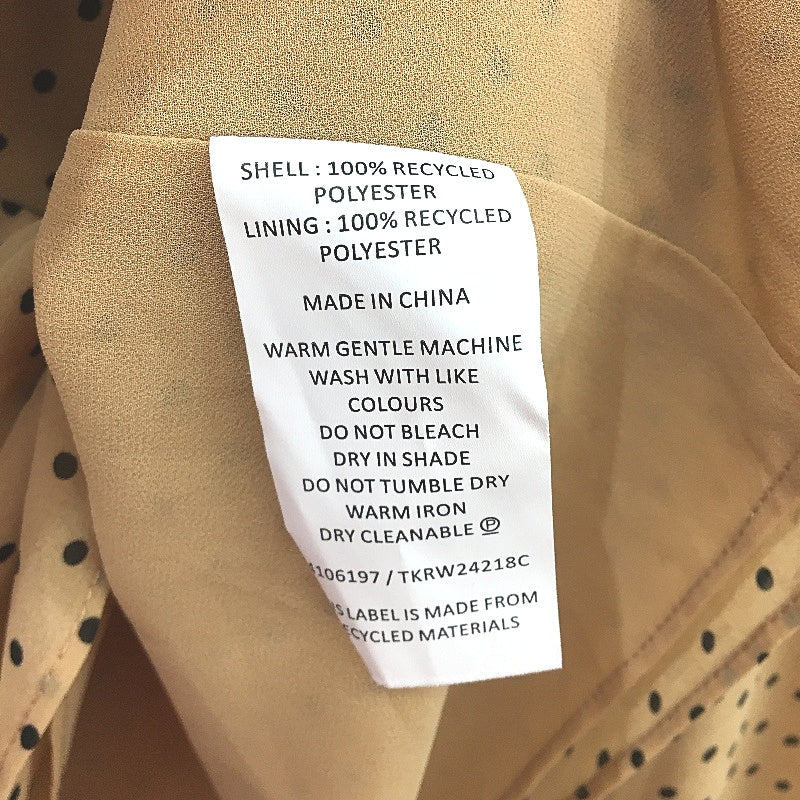 SHELL : 100% RECYCLED
POLYESTER
LINING : 100% RECYCLED
POLYESTER
MADE IN CHINA
WARM GENTLE MACHINE
WASH WITH LIKE
COLOURS
DO NOT BLEACH
DRY IN SHADE
DO NOT TUMBLE DRY
WARM IRON
DRY CLEANABLE Ⓟ
106197 / TKRW24218C
LABEL IS MADE FROM
MATERIALS